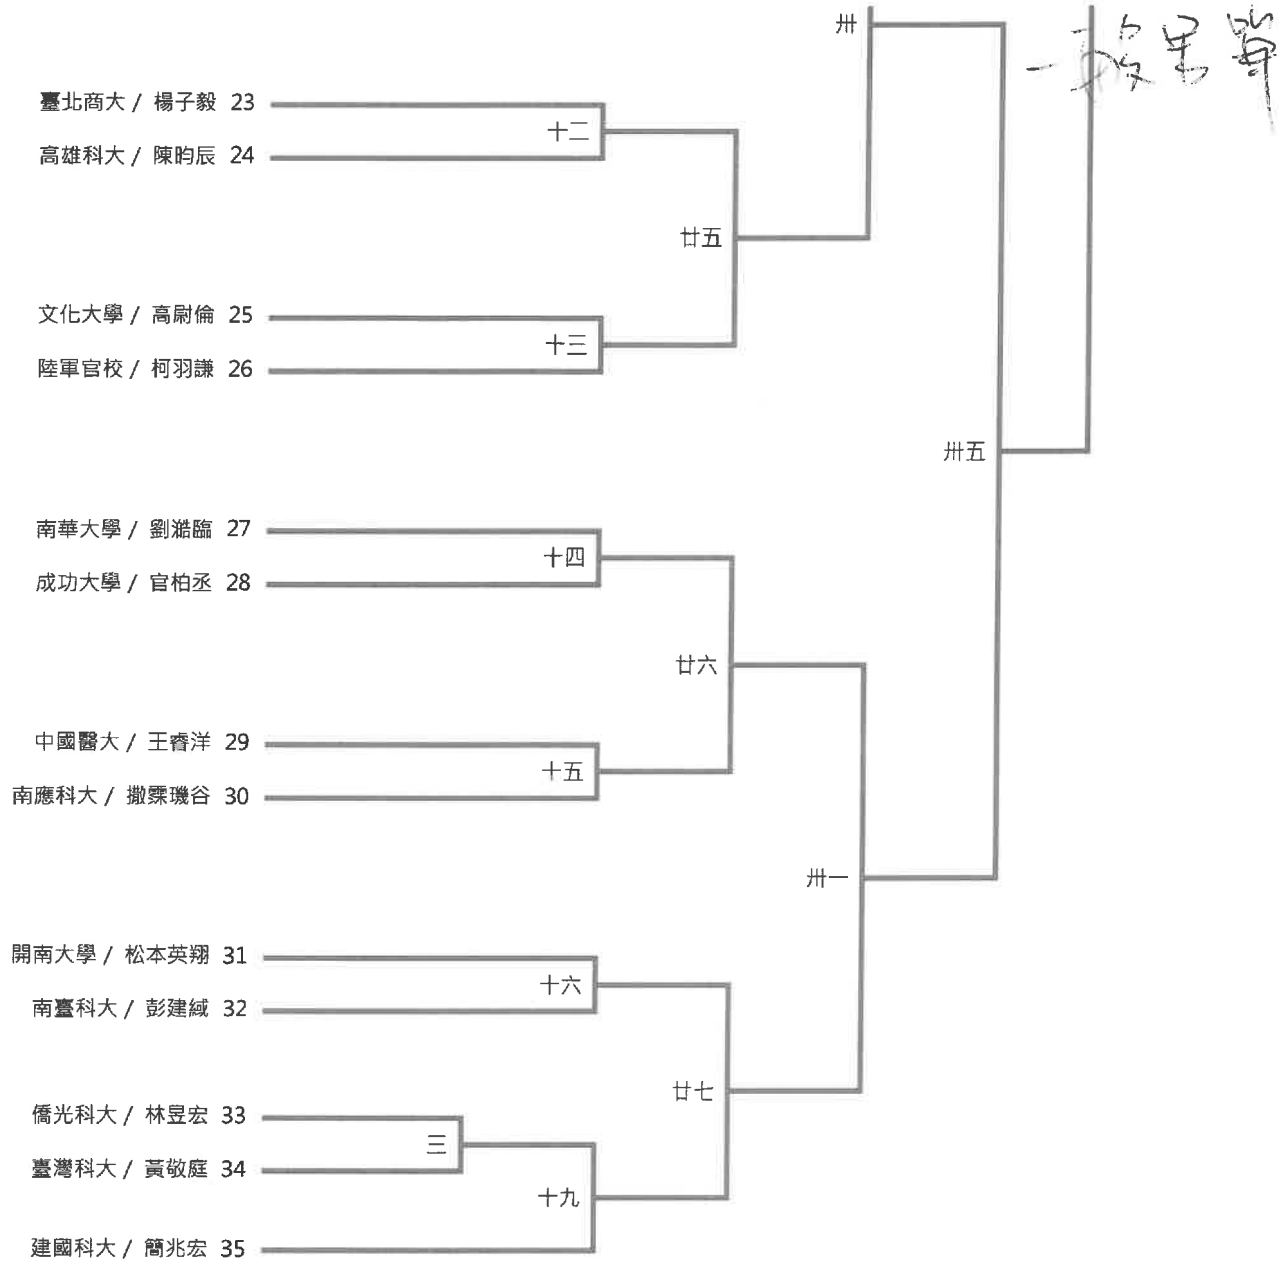 卅
一般男單
臺北商大 / 楊子毅 23
十二
高雄科大 / 陳昀辰 24
廿五
文化大學 / 高尉倫 25
十三
陸軍官校 / 柯羽謙 26
卅五
南華大學 / 劉澔臨 27
十四
成功大學 / 官柏丞 28
廿六
中國醫大 / 王睿洋 29
十五
南應科大 / 撒霂璣谷 30
卅一
開南大學 / 松本英翔 31
十六
南臺科大 / 彭建緎 32
廿七
僑光科大 / 林昱宏 33
三
臺灣科大 / 黃敬庭 34
十九
建國科大 / 簡兆宏 35